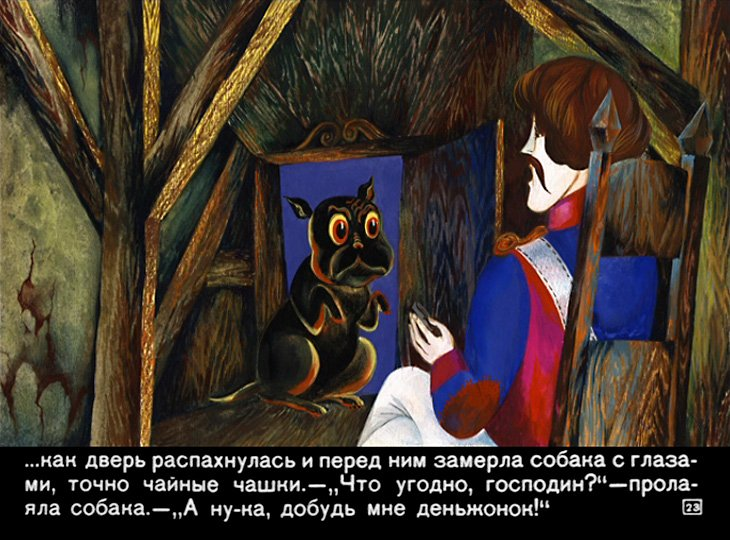 ...как дверь распахнулась и перед ним замерла собака с глаза-
ми, точно чайные чашки.—„Что угодно, господин?“—прола-
яла собака.—„А ну-ка, добудь мне деньжонок!“ 23